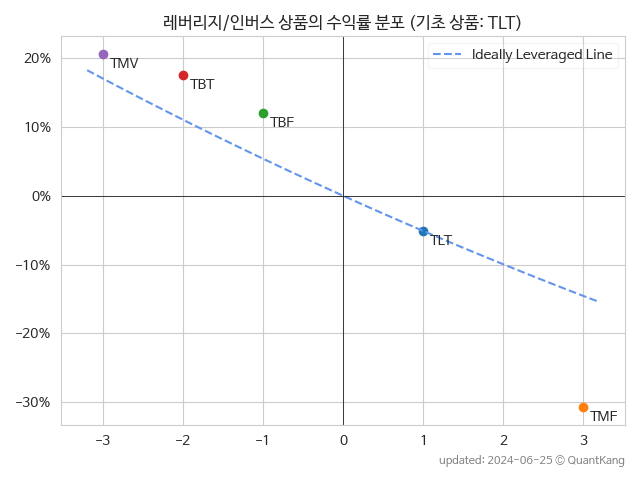 레버리지/인버스 상품의 수익률 분포 (기초 상품: TLT)
Ideally Leveraged Line
20%
10%
0%
−10%
−20%
−30%
TMV
TBT
TBF
TLT
TMF
−3
−2
−1
0
1
2
3
updated: 2024-06-25 © QuantKang